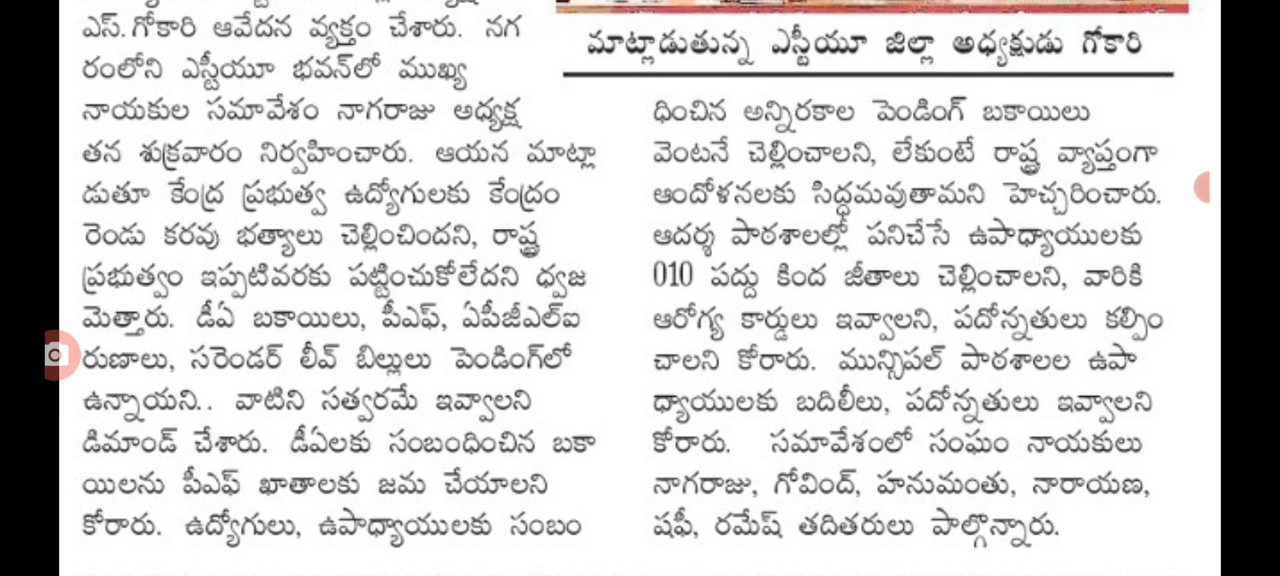 ఎస్.గోకారి ఆవేదన వ్యక్తం చేశారు. నగ
రంలోని ఎస్టీయూ భవన్‌లో ముఖ్య
నాయకుల సమావేశం నాగరాజు అధ్యక్ష
తన శుక్రవారం నిర్వహించారు. ఆయన మాట్లా
డుతూ కేంద్ర ప్రభుత్వ ఉద్యోగులకు కేంద్రం
రెండు కరవు భత్యాలు చెల్లించిందని, రాష్ట్ర
ప్రభుత్వం ఇప్పటివరకు పట్టించుకోలేదని ధ్వజ
మెత్తారు. డీఏ బకాయిలు, పీఎఫ్, ఏపీజీఎల్ఐ
రుణాలు, సరెండర్ లీవ్ బిల్లులు పెండింగ్‌లో
ఉన్నాయని.. వాటిని సత్వరమే ఇవ్వాలని
డిమాండ్ చేశారు. డీఏలకు సంబంధించిన బకా
యిలను పీఎఫ్ ఖాతాలకు జమ చేయాలని
కోరారు. ఉద్యోగులు, ఉపాధ్యాయులకు సంబం
మాట్లాడుతున్న ఎస్టీయూ జిల్లా అధ్యక్షుడు గోకారి
ధించిన అన్నిరకాల పెండింగ్ బకాయిలు
వెంటనే చెల్లించాలని, లేకుంటే రాష్ట్ర వ్యాప్తంగా
ఆందోళనలకు సిద్ధమవుతామని హెచ్చరించారు.
ఆదర్శ పాఠశాలల్లో పనిచేసే ఉపాధ్యాయులకు
010 పద్దు కింద జీతాలు చెల్లించాలని, వారికి
ఆరోగ్య కార్డులు ఇవ్వాలని, పదోన్నతులు కల్పిం
చాలని కోరారు. మున్సిపల్ పాఠశాలల ఉపా
ధ్యాయులకు బదిలీలు, పదోన్నతులు ఇవ్వాలని
కోరారు. సమావేశంలో సంఘం నాయకులు
నాగరాజు, గోవింద్, హనుమంతు, నారాయణ,
షఫీ, రమేష్ తదితరులు పాల్గొన్నారు.